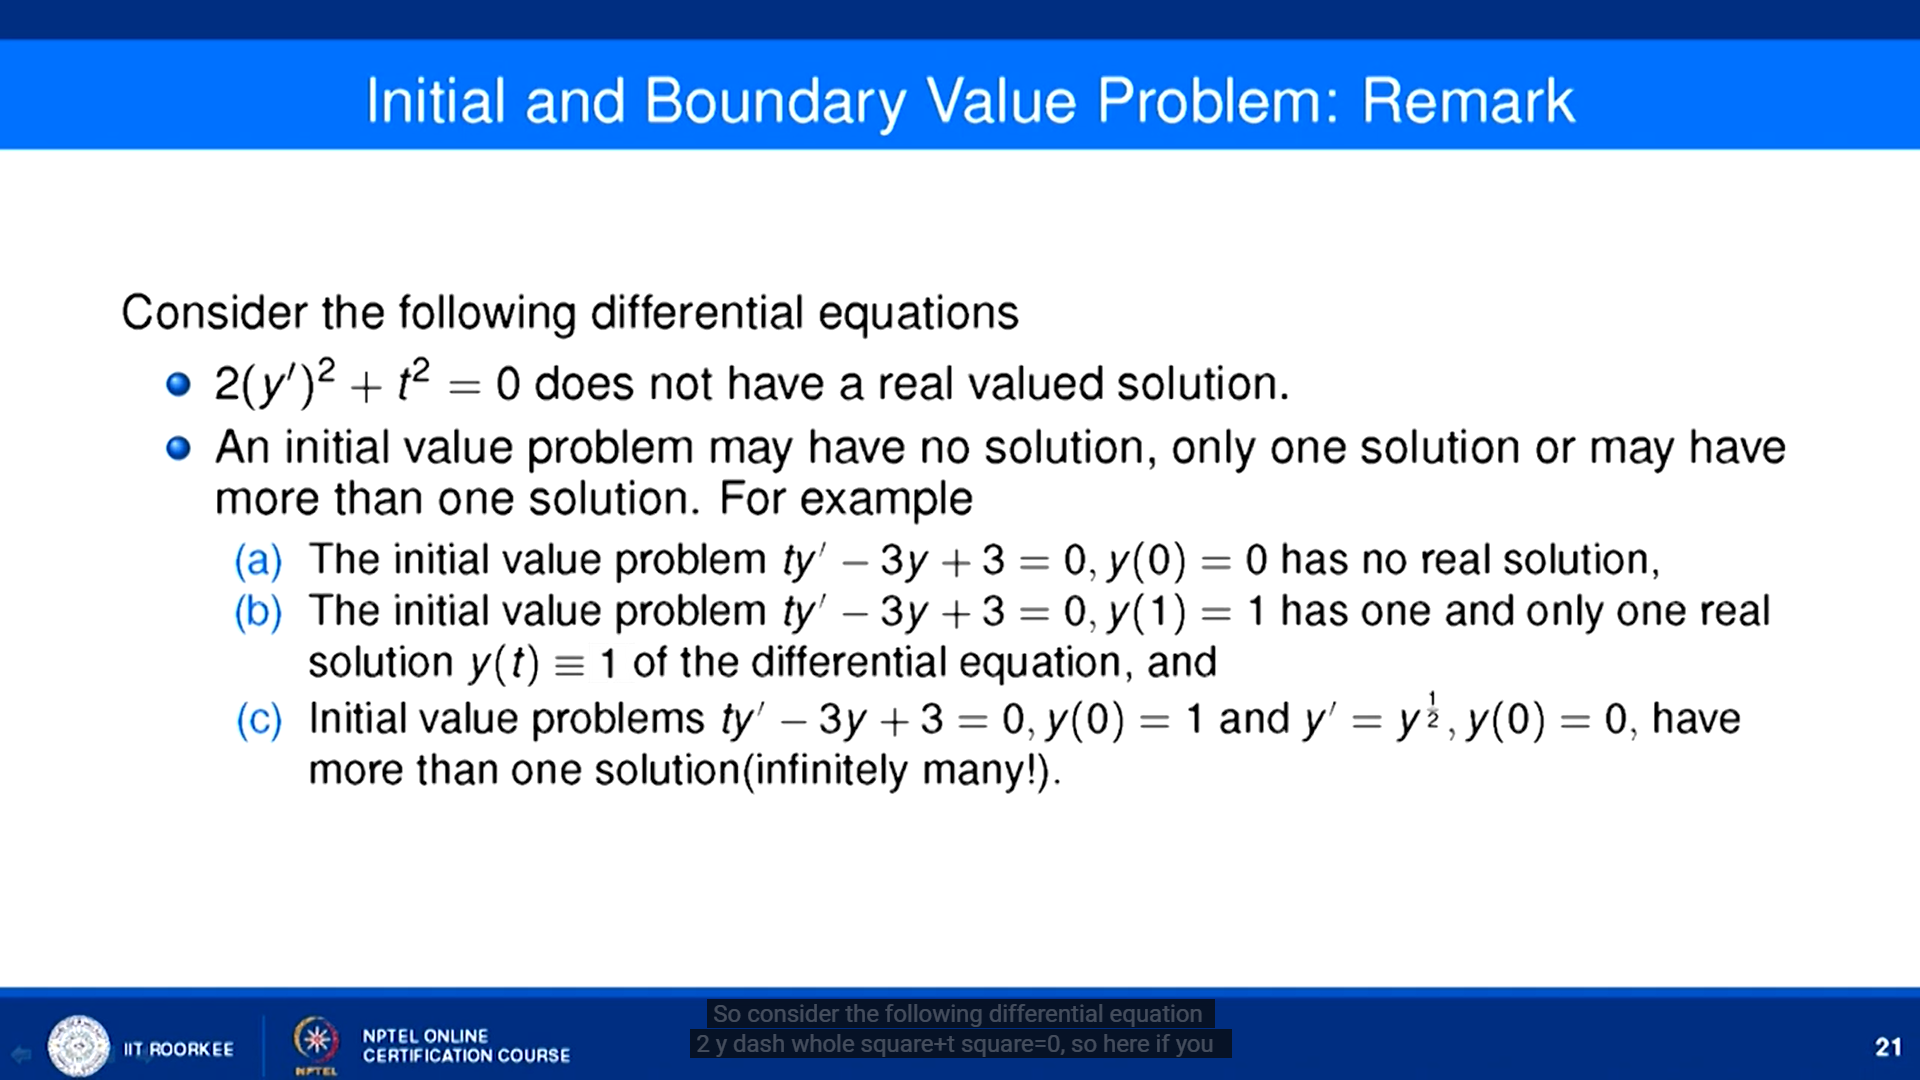 Initial and Boundary Value Problem: Remark
Consider the following differential equations
2(y′)² + t² = 0 does not have a real valued solution.
An initial value problem may have no solution, only one solution or may have
more than one solution. For example
(a) The initial value problem ty′ − 3y + 3 = 0, y(0) = 0 has no real solution,
(b) The initial value problem ty′ − 3y + 3 = 0, y(1) = 1 has one and only one real
solution y(t) ≡ 1 of the differential equation, and
(c) Initial value problems ty′ − 3y + 3 = 0, y(0) = 1 and y′ = y^½, y(0) = 0, have
more than one solution(infinitely many!).
So consider the following differential equation
2 y dash whole square+t square=0, so here if you
IIT ROORKEE
NPTEL
NPTEL ONLINE
CERTIFICATION COURSE
21